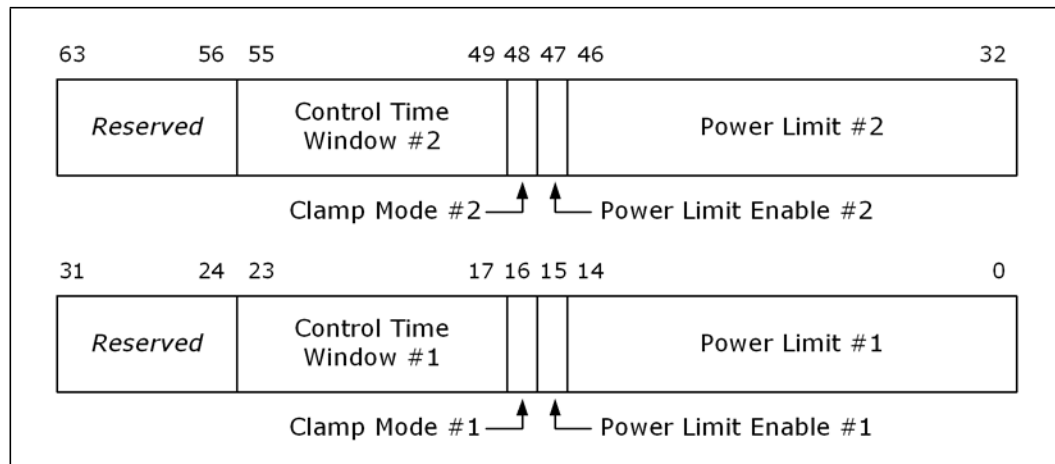 63 56 55 49 48 47 46 32
Reserved Control Time Window #2 Power Limit #2
Clamp Mode #2 Power Limit Enable #2
31 24 23 17 16 15 14 0
Reserved Control Time Window #1 Power Limit #1
Clamp Mode #1 Power Limit Enable #1